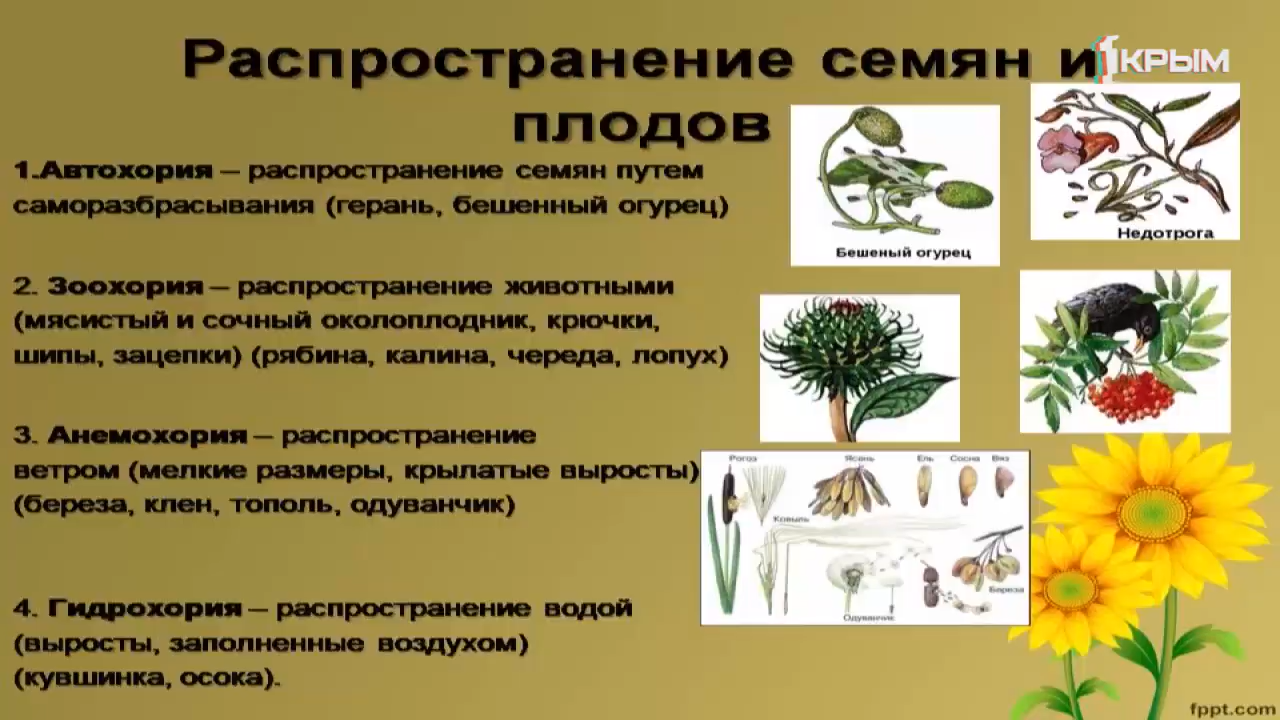 Распространение семян и
плодов
1КРЫМ
1.Автохория – распространение семян путем
саморазбрасывания (герань, бешенный огурец)
2. Зоохория – распространение животными
(мясистый и сочный околоплодник, крючки,
шипы, зацепки) (рябина, калина, череда, лопух)
3. Анемохория – распространение
ветром (мелкие размеры, крылатые выросты)
(береза, клен, тополь, одуванчик)
4. Гидрохория – распространение водой
(выросты, заполненные воздухом)
(кувшинка, осока).
Бешеный огурец
Недотрога
Рогоз
Ясень
Ель
Сосна
Вяз
Ковыль
Береза
Одуванчик
fppt.com